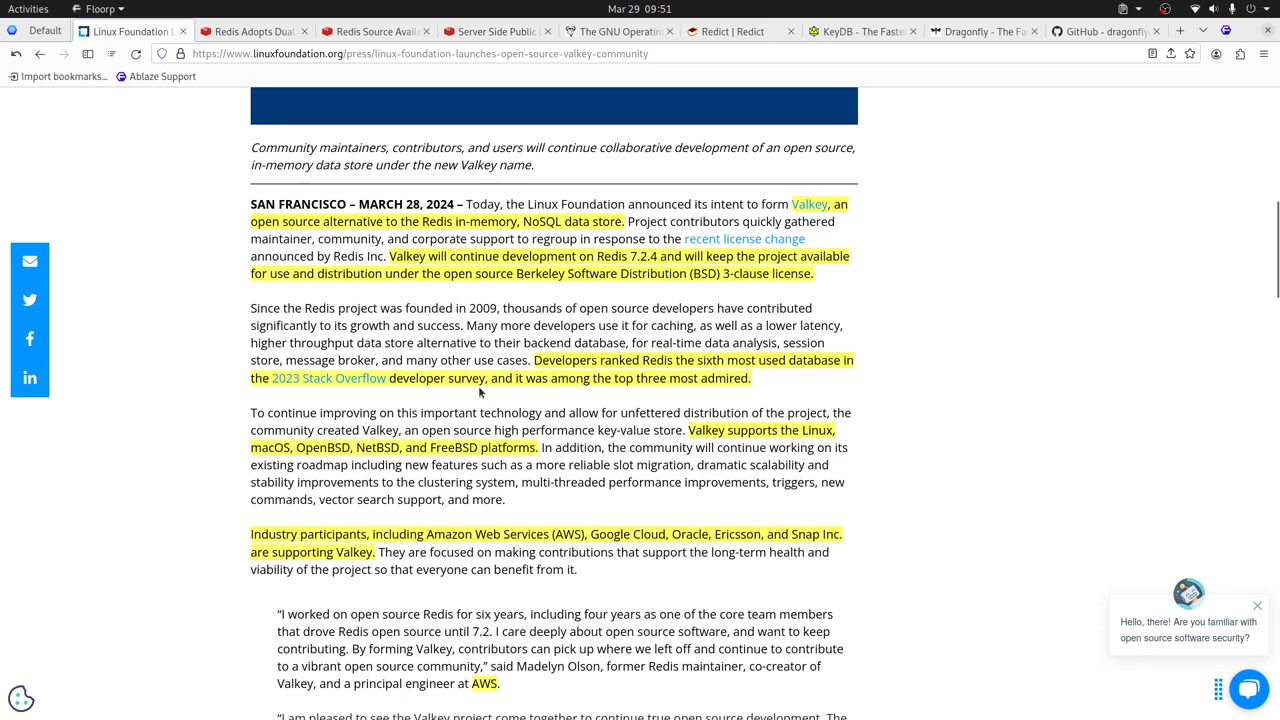 Activities
Floorp
Mar 29 09:51
Default
Linux Foundation L
Redis Adopts Dual
Redis Source Availa
Server Side Public
The GNU Operatin
Redict | Redict
KeyDB - The Faste
Dragonfly - The Fa
GitHub - dragonfly
https://www.linuxfoundation.org/press/linux-foundation-launches-open-source-valkey-community
Import bookmarks...
Ablaze Support
Community maintainers, contributors, and users will continue collaborative development of an open source,
in-memory data store under the new Valkey name.
SAN FRANCISCO – MARCH 28, 2024 – Today, the Linux Foundation announced its intent to form Valkey, an
open source alternative to the Redis in-memory, NoSQL data store. Project contributors quickly gathered
maintainer, community, and corporate support to regroup in response to the recent license change
announced by Redis Inc. Valkey will continue development on Redis 7.2.4 and will keep the project available
for use and distribution under the open source Berkeley Software Distribution (BSD) 3-clause license.
Since the Redis project was founded in 2009, thousands of open source developers have contributed
significantly to its growth and success. Many more developers use it for caching, as well as a lower latency,
higher throughput data store alternative to their backend database, for real-time data analysis, session
store, message broker, and many other use cases. Developers ranked Redis the sixth most used database in
the 2023 Stack Overflow developer survey, and it was among the top three most admired.
To continue improving on this important technology and allow for unfettered distribution of the project, the
community created Valkey, an open source high performance key-value store. Valkey supports the Linux,
macOS, OpenBSD, NetBSD, and FreeBSD platforms. In addition, the community will continue working on its
existing roadmap including new features such as a more reliable slot migration, dramatic scalability and
stability improvements to the clustering system, multi-threaded performance improvements, triggers, new
commands, vector search support, and more.
Industry participants, including Amazon Web Services (AWS), Google Cloud, Oracle, Ericsson, and Snap Inc.
are supporting Valkey. They are focused on making contributions that support the long-term health and
viability of the project so that everyone can benefit from it.
“I worked on open source Redis for six years, including four years as one of the core team members
that drove Redis open source until 7.2. I care deeply about open source software, and want to keep
contributing. By forming Valkey, contributors can pick up where we left off and continue to contribute
to a vibrant open source community,” said Madelyn Olson, former Redis maintainer, co-creator of
Valkey, and a principal engineer at AWS.
“I am pleased to see the Valkey project come together to continue true open source development. The
Hello, there! Are you familiar with
open source software security?